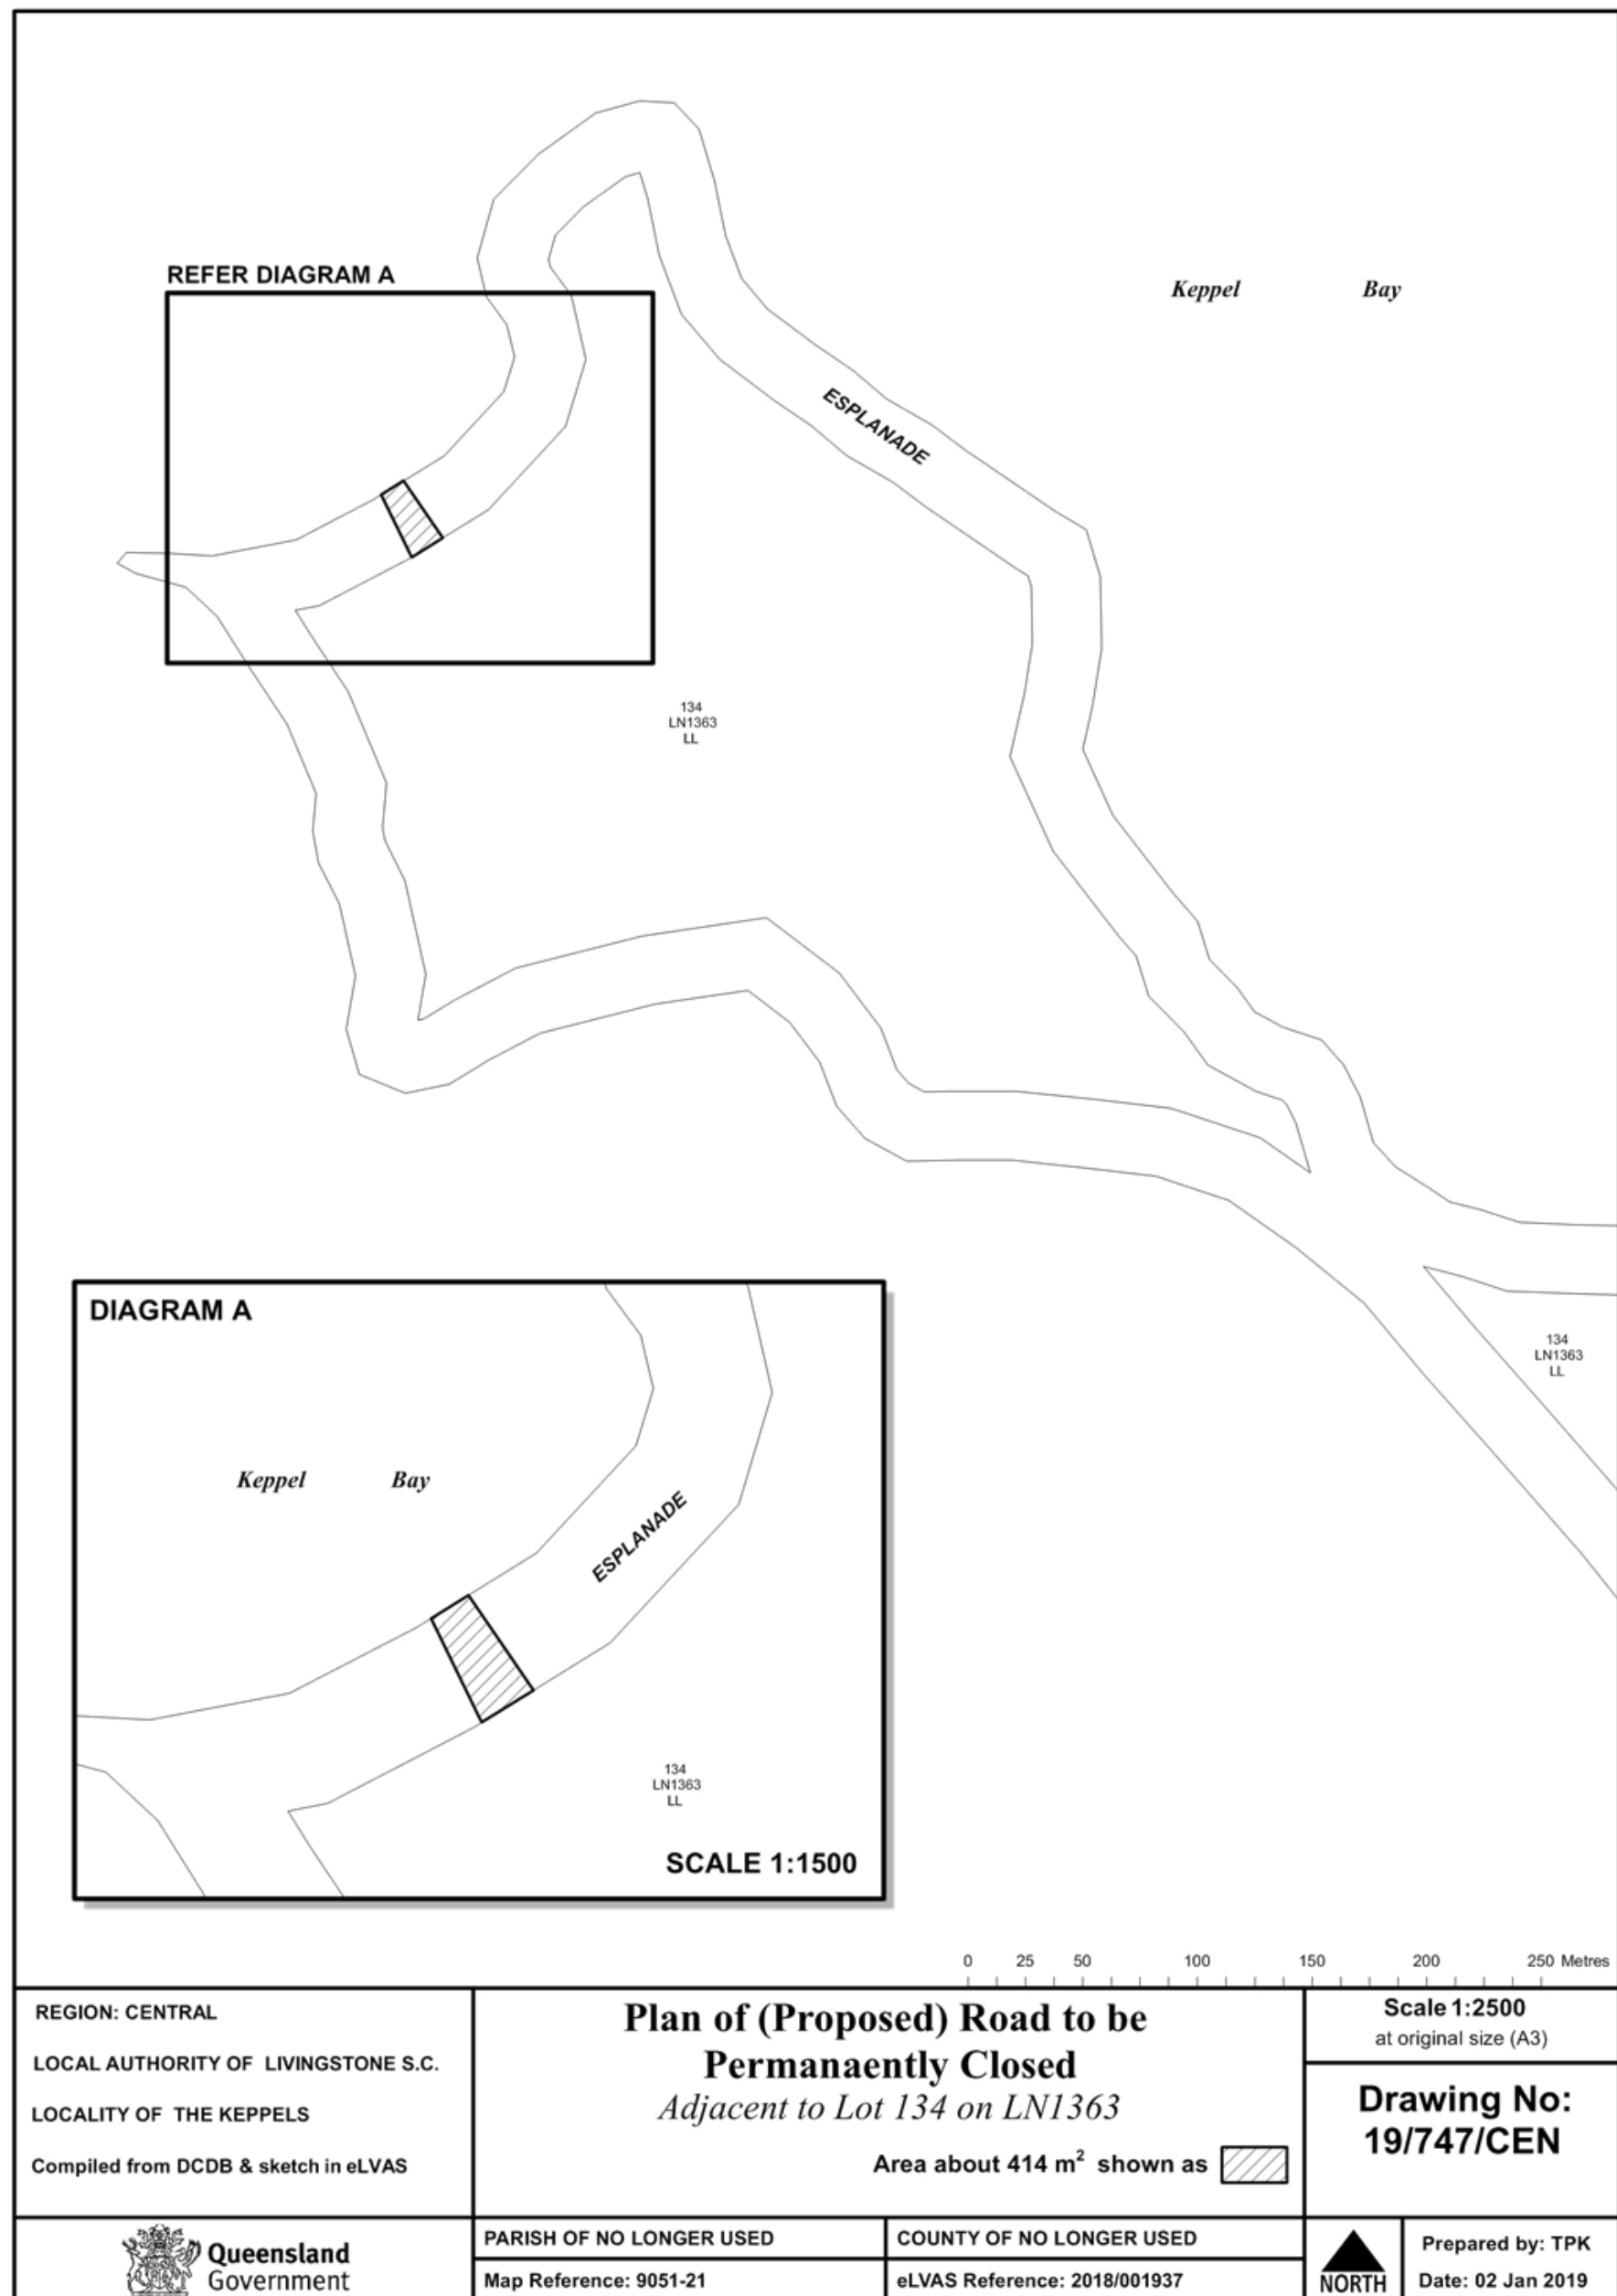 REFER DIAGRAM A
Keppel Bay
ESPLANADE
134
LN1363
LL
DIAGRAM A
Keppel Bay
ESPLANADE
134
LN1363
LL
SCALE 1:1500
134
LN1363
LL
0 25 50 100 150 200 250 Metres
REGION: CENTRAL
LOCAL AUTHORITY OF LIVINGSTONE S.C.
LOCALITY OF THE KEPPELS
Compiled from DCDB & sketch in eLVAS
Plan of (Proposed) Road to be
Permanaently Closed
Adjacent to Lot 134 on LN1363
Area about 414 m² shown as
Scale 1:2500
at original size (A3)
Drawing No:
19/747/CEN
Queensland
Government
PARISH OF NO LONGER USED
COUNTY OF NO LONGER USED
Map Reference: 9051-21
eLVAS Reference: 2018/001937
NORTH
Prepared by: TPK
Date: 02 Jan 2019